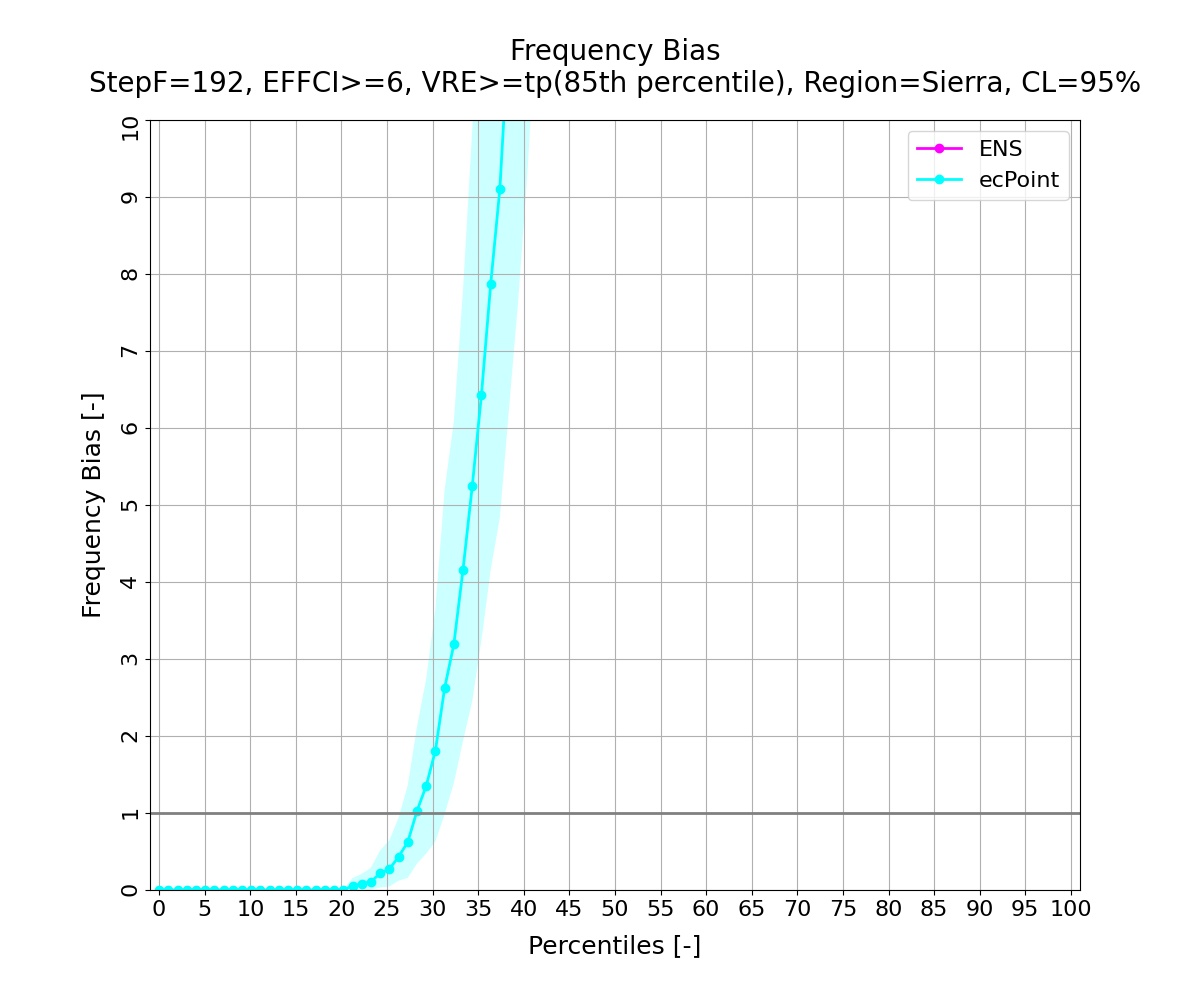 Frequency Bias
StepF=192, EFFCI>=6, VRE>=tp(85th percentile), Region=Sierra, CL=95%
ENS
ecPoint
Frequency Bias [-]
10
9
8
7
6
5
4
3
2
1
0
0 5 10 15 20 25 30 35 40 45 50 55 60 65 70 75 80 85 90 95 100
Percentiles [-]